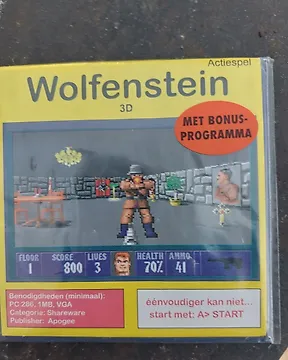 Actiespel
Wolfenstein
3D
MET BONUS-
PROGRAMMA
FLOOR SCORE LIVES HEALTH AMMO
1 800 3 70% 41
Benodigdheden (minimaal):
PC 286, 1MB, VGA
Categorie: Shareware
Publisher: Apogee
éénvoudiger kan niet...
start met: A> START